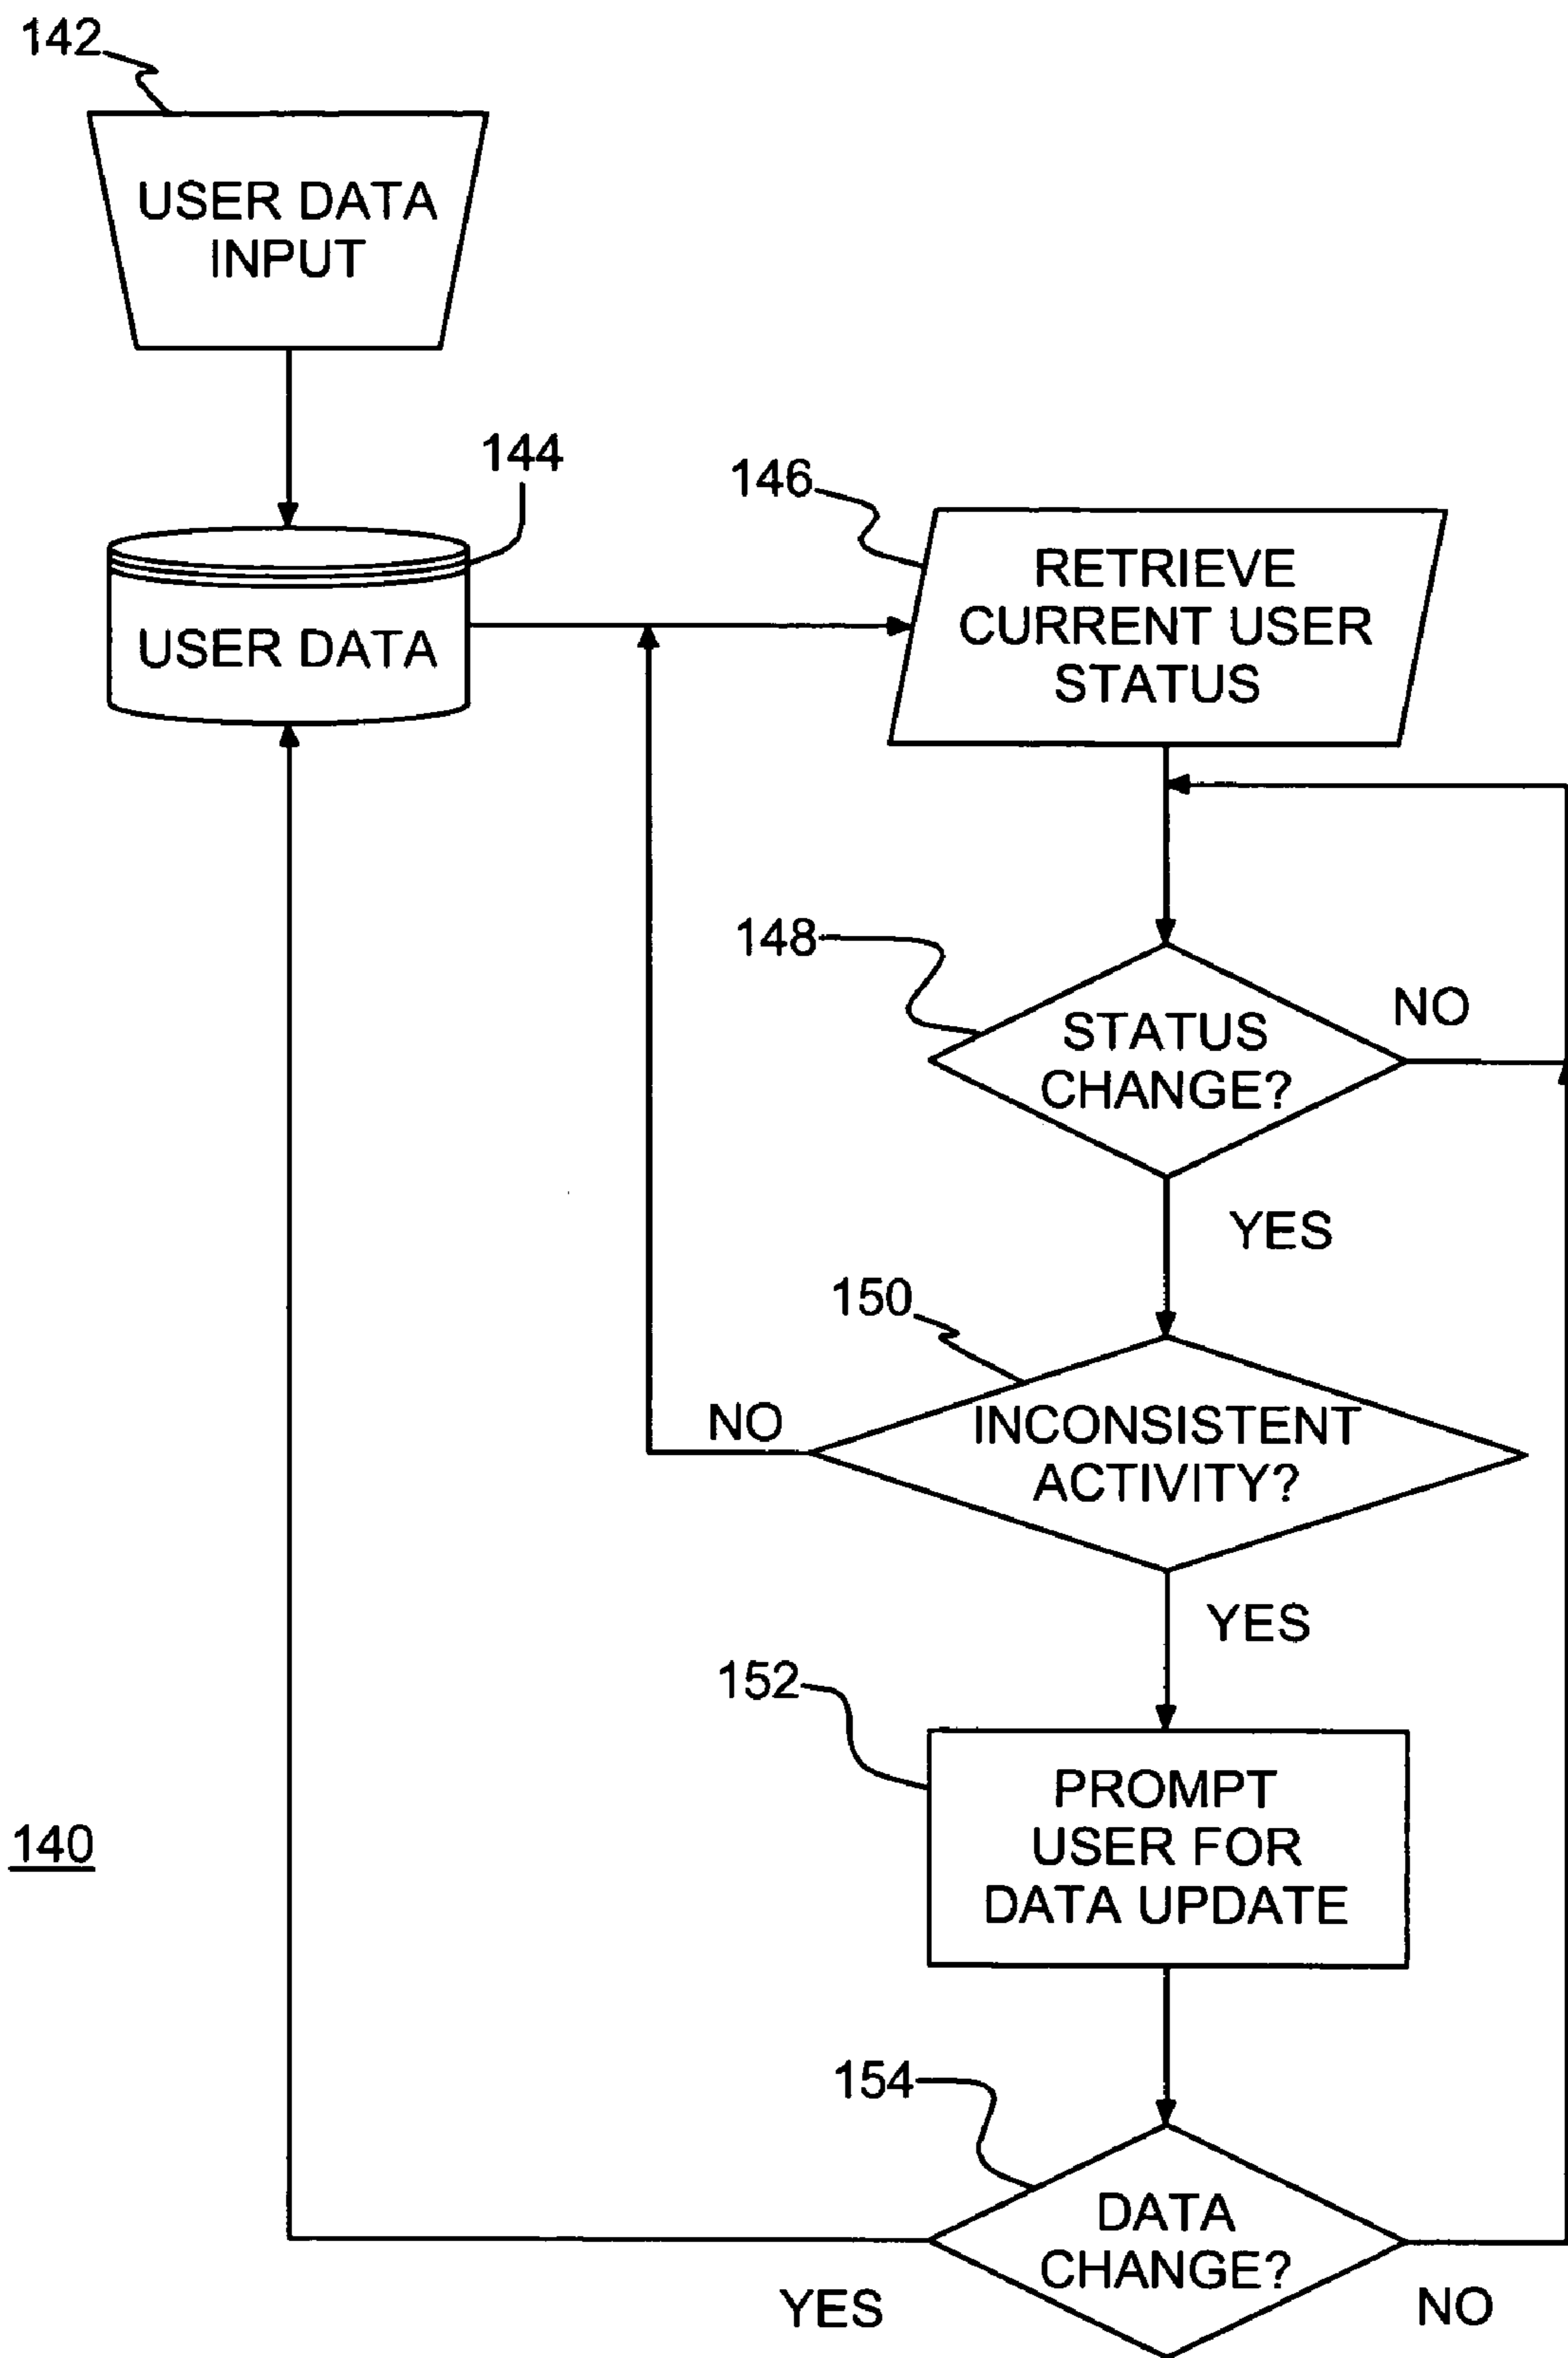 142
USER DATA
INPUT
144
USER DATA
146
RETRIEVE
CURRENT USER
STATUS
148
STATUS
CHANGE?
NO
YES
150
INCONSISTENT
ACTIVITY?
NO
YES
152
PROMPT
USER FOR
DATA UPDATE
140
154
DATA
CHANGE?
YES
NO